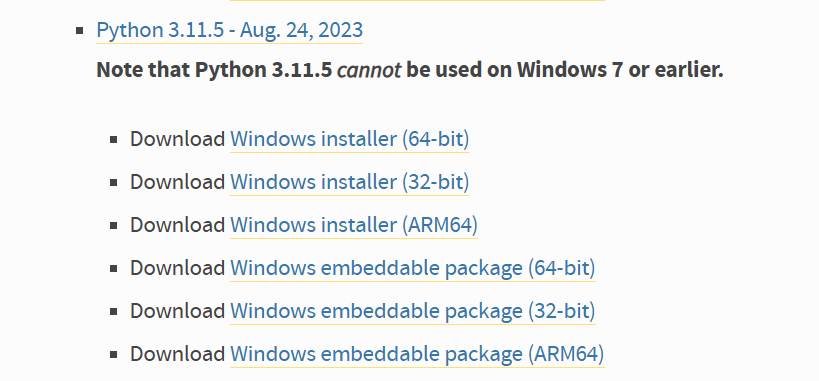 Python 3.11.5 - Aug. 24, 2023
Note that Python 3.11.5 cannot be used on Windows 7 or earlier.
Download Windows installer (64-bit)
Download Windows installer (32-bit)
Download Windows installer (ARM64)
Download Windows embeddable package (64-bit)
Download Windows embeddable package (32-bit)
Download Windows embeddable package (ARM64)